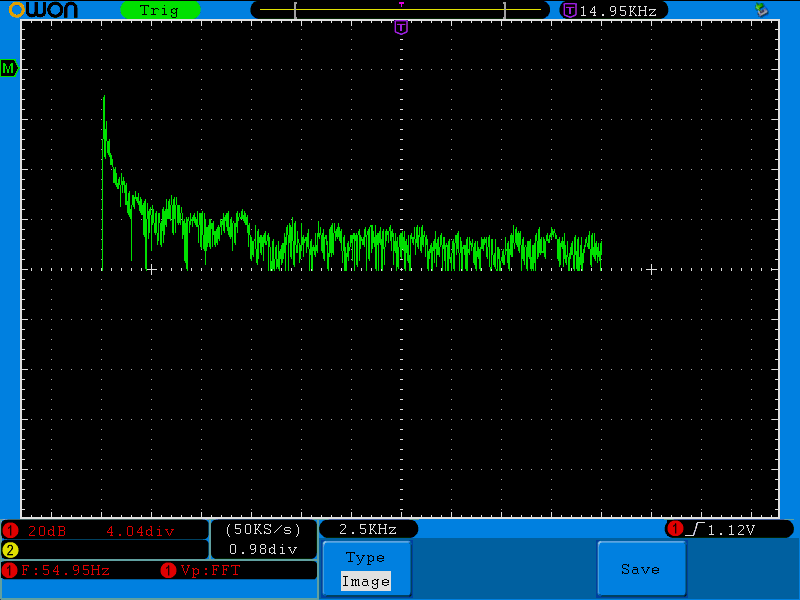 owon Trig T 14.95KHz
T
M
1 20dB 4.04div (50KS/s) 2.5KHz 1 1.12V
2 0.98div
1 F:54.95Hz 1 Vp:FFT
Type
Image
Save